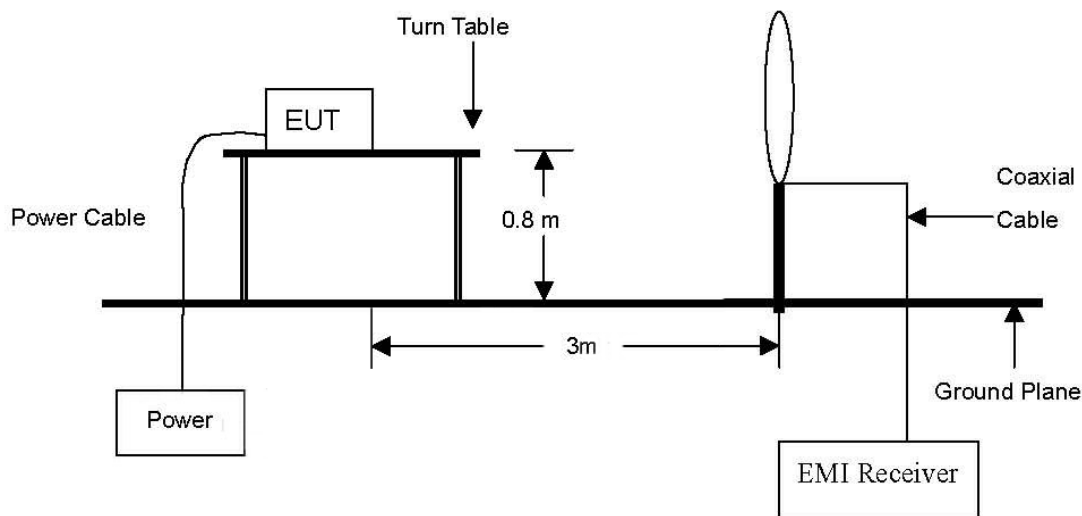 Turn Table
EUT
Coaxial
Cable
Power Cable
0.8 m
3m
Ground Plane
Power
EMI Receiver